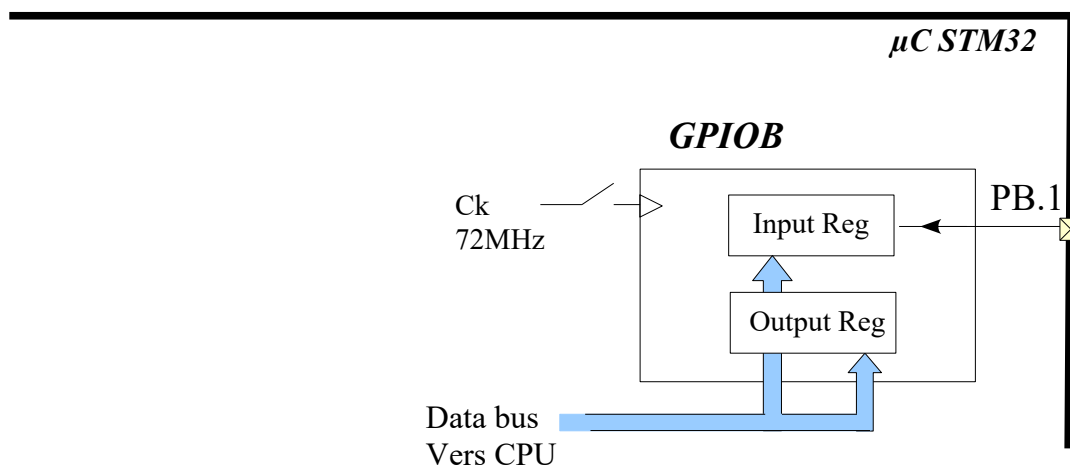 µC STM32
GPIOB
Ck
72MHz
Input Reg
PB.1
Output Reg
Data bus
Vers CPU